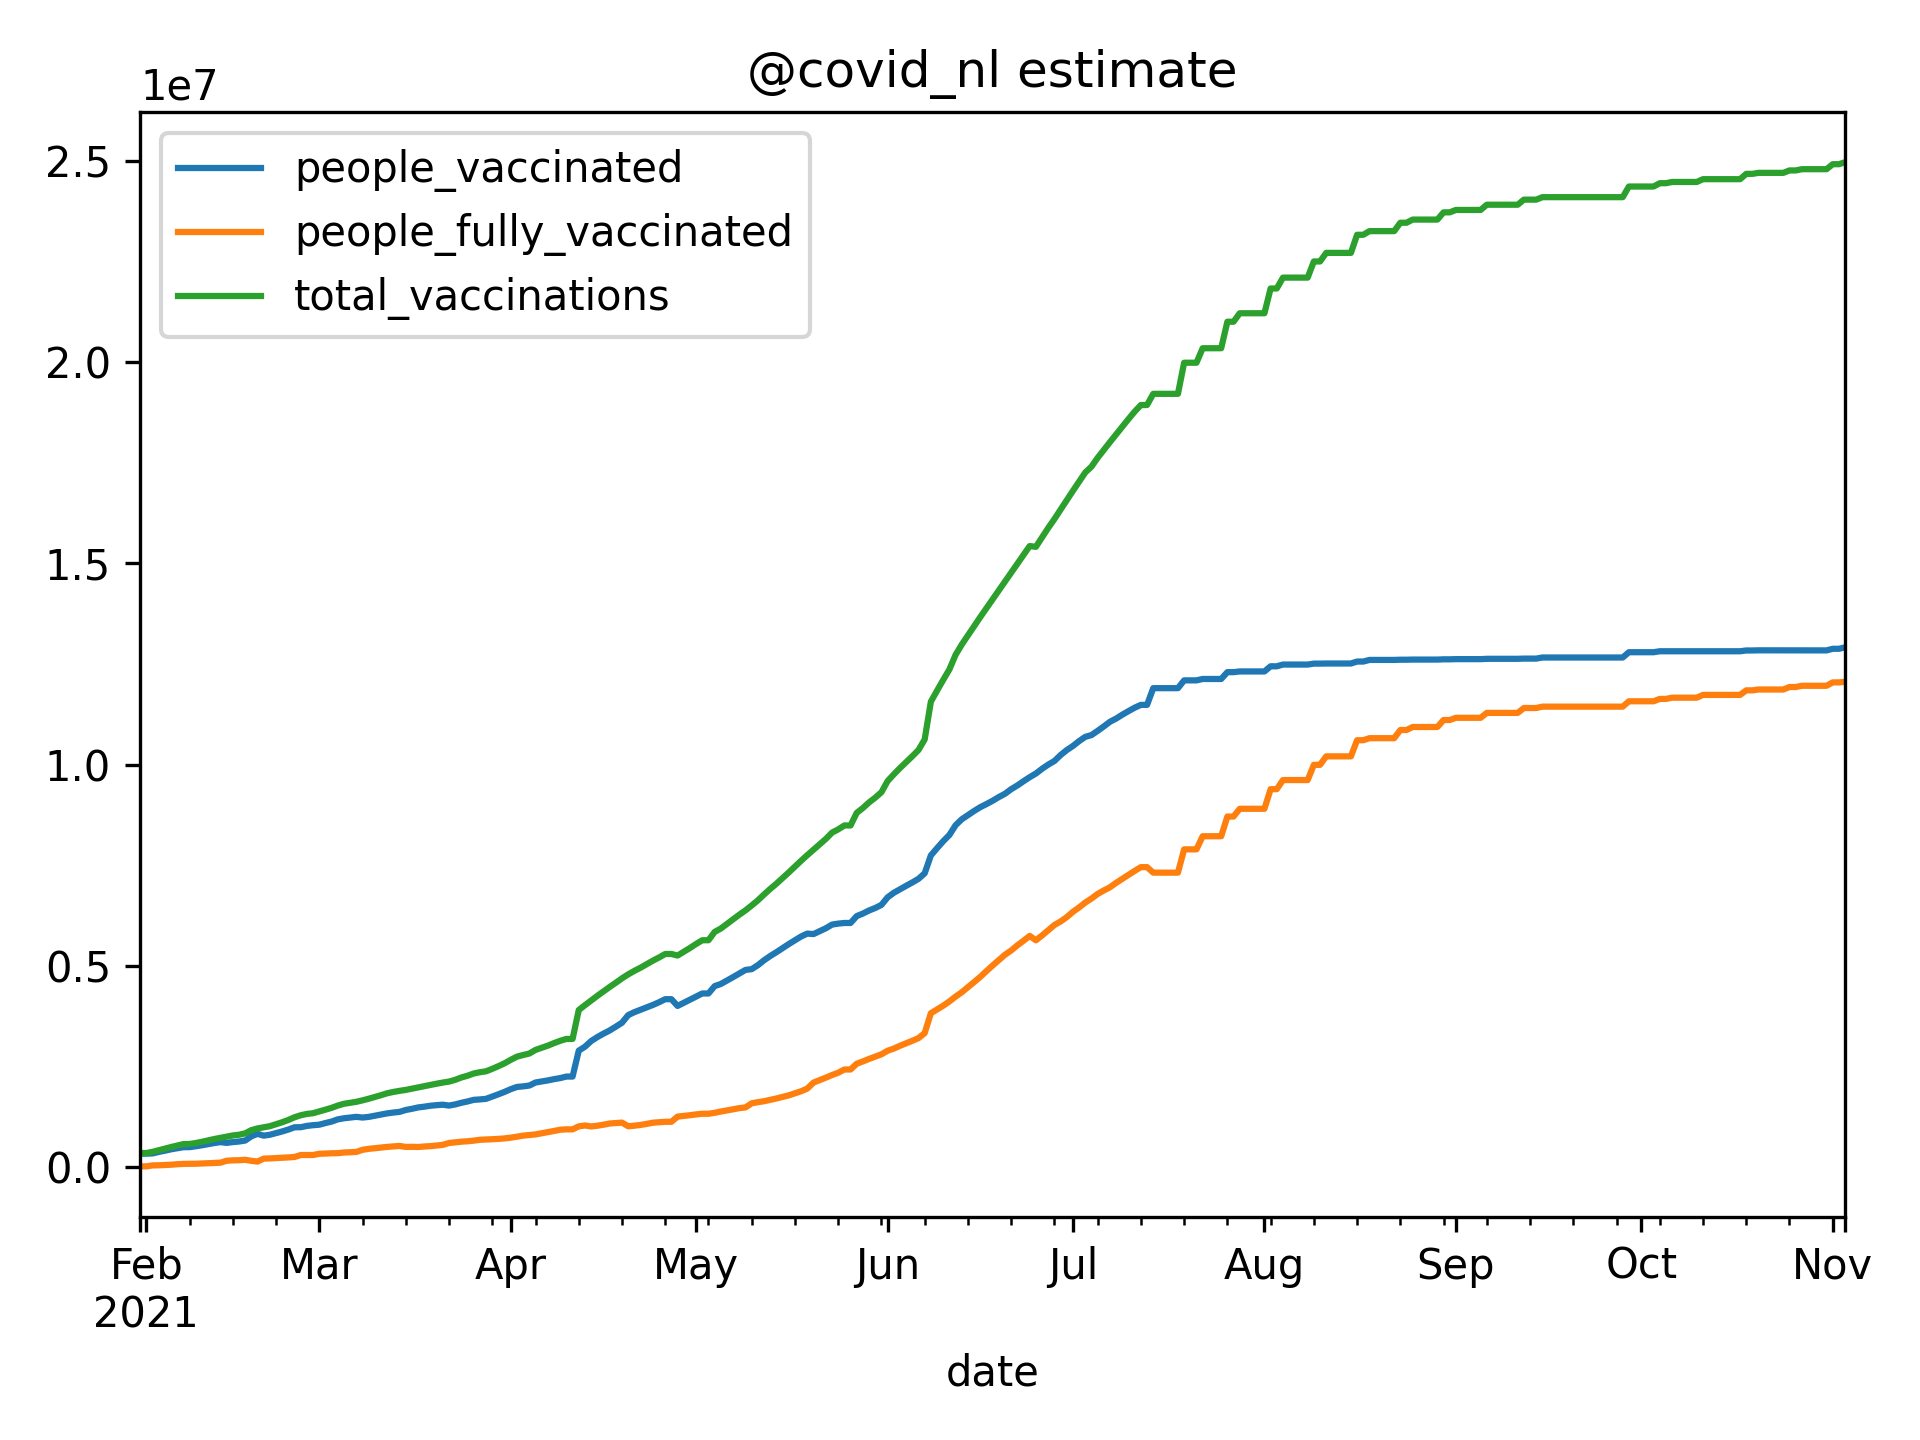 @covid_nl estimate
1e7
people_vaccinated
people_fully_vaccinated
total_vaccinations
2.5
2.0
1.5
1.0
0.5
0.0
Feb Mar Apr May Jun Jul Aug Sep Oct Nov
2021
date